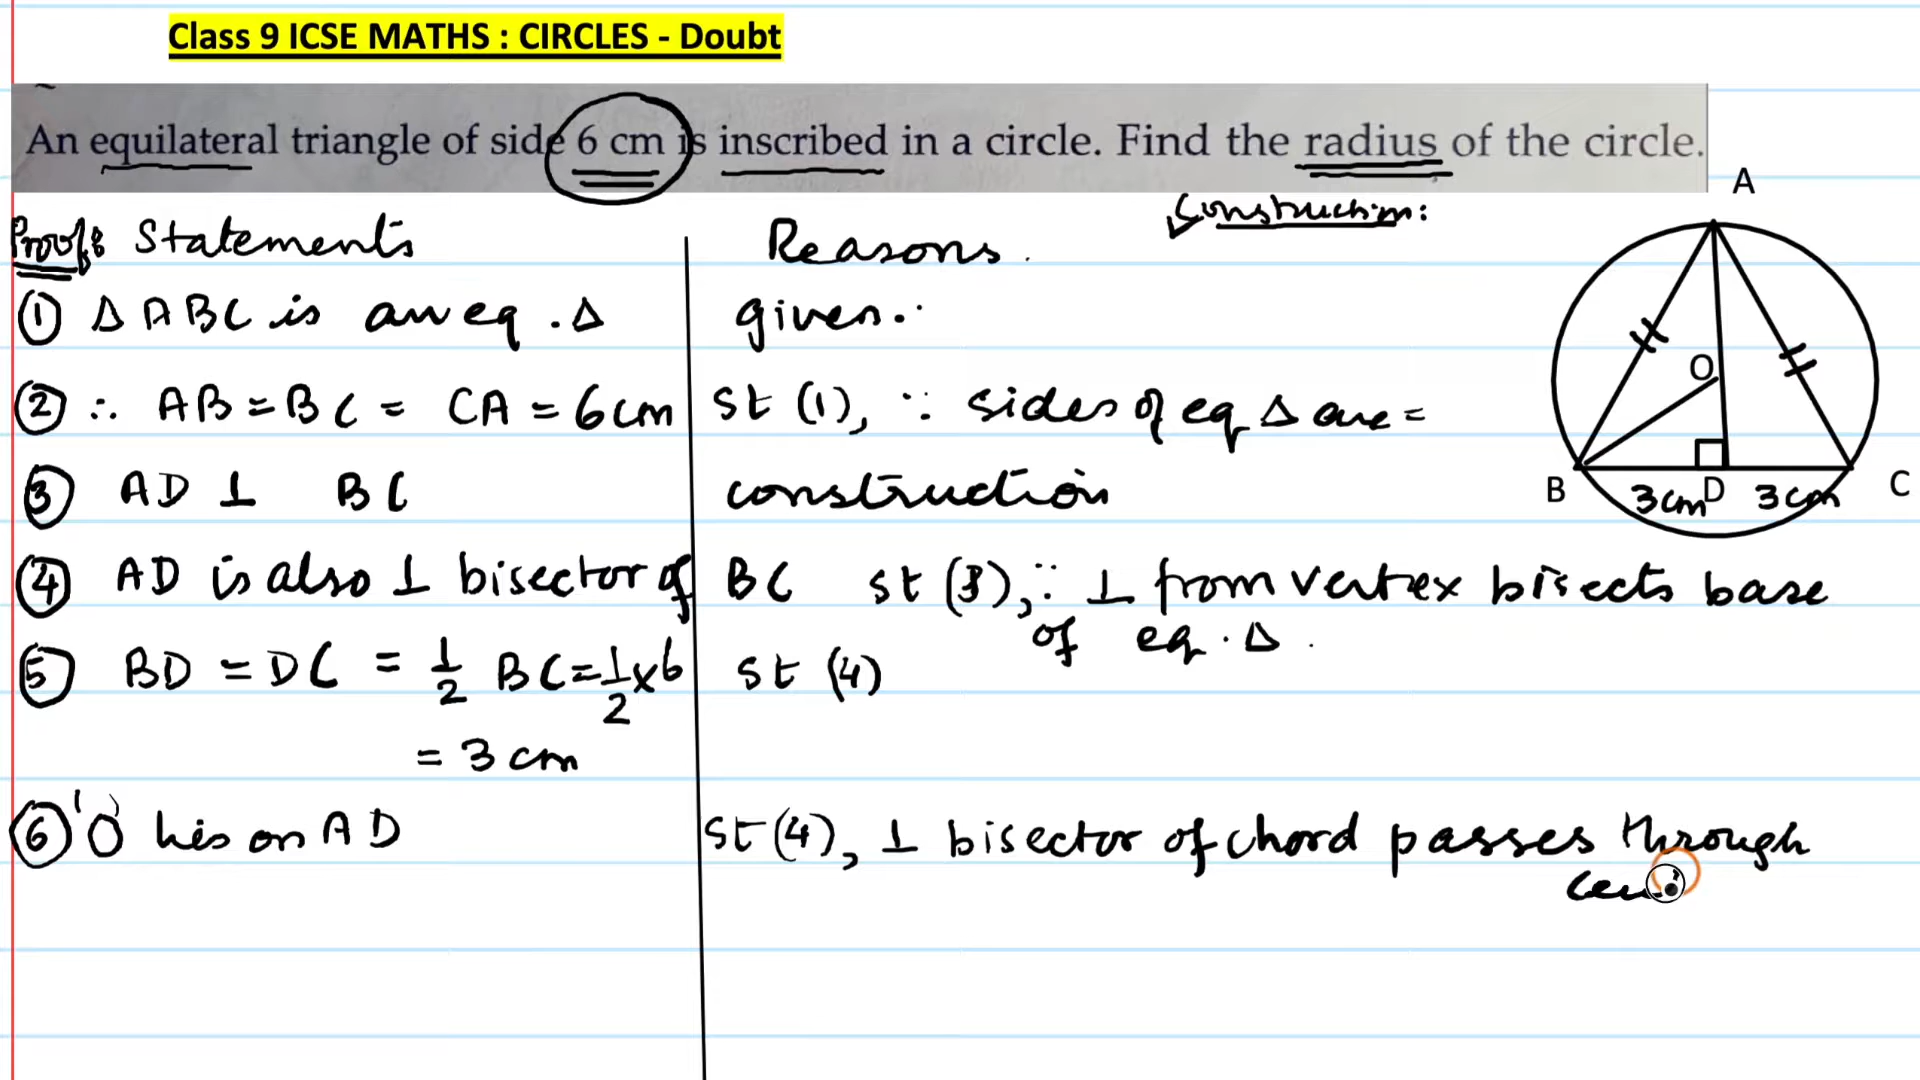 Class 9 ICSE MATHS : CIRCLES - Doubt
An equilateral triangle of side 6 cm is inscribed in a circle. Find the radius of the circle.
Construction:
A
Proof: Statements
Reasons.
① Δ ABC is an eq. Δ
given.
O
② ∴ AB = BC = CA = 6cm
st (1), ∵ sides of eq Δ are =
③ AD ⊥ BC
construction
B 3cm D 3cm C
④ AD is also ⊥ bisector of BC
st (3), ∵ ⊥ from vertex bisects base
of eq. Δ.
⑤ BD = DC = 1/2 BC = 1/2 x 6
st (4)
= 3 cm
⑥ 'O' lies on AD
st (4), ⊥ bisector of chord passes through